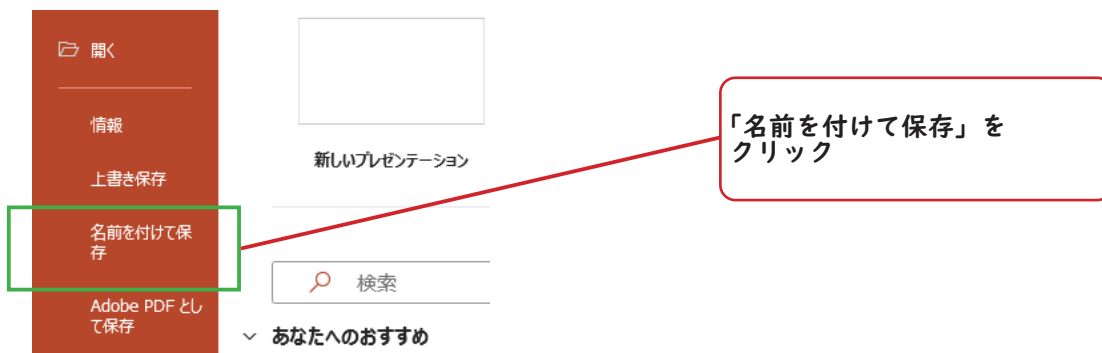 開く
情報
上書き保存
名前を付けて保
存
Adobe PDF とし
て保存
新しいプレゼンテーション
検索
あなたへのおすすめ
「名前を付けて保存」を
クリック